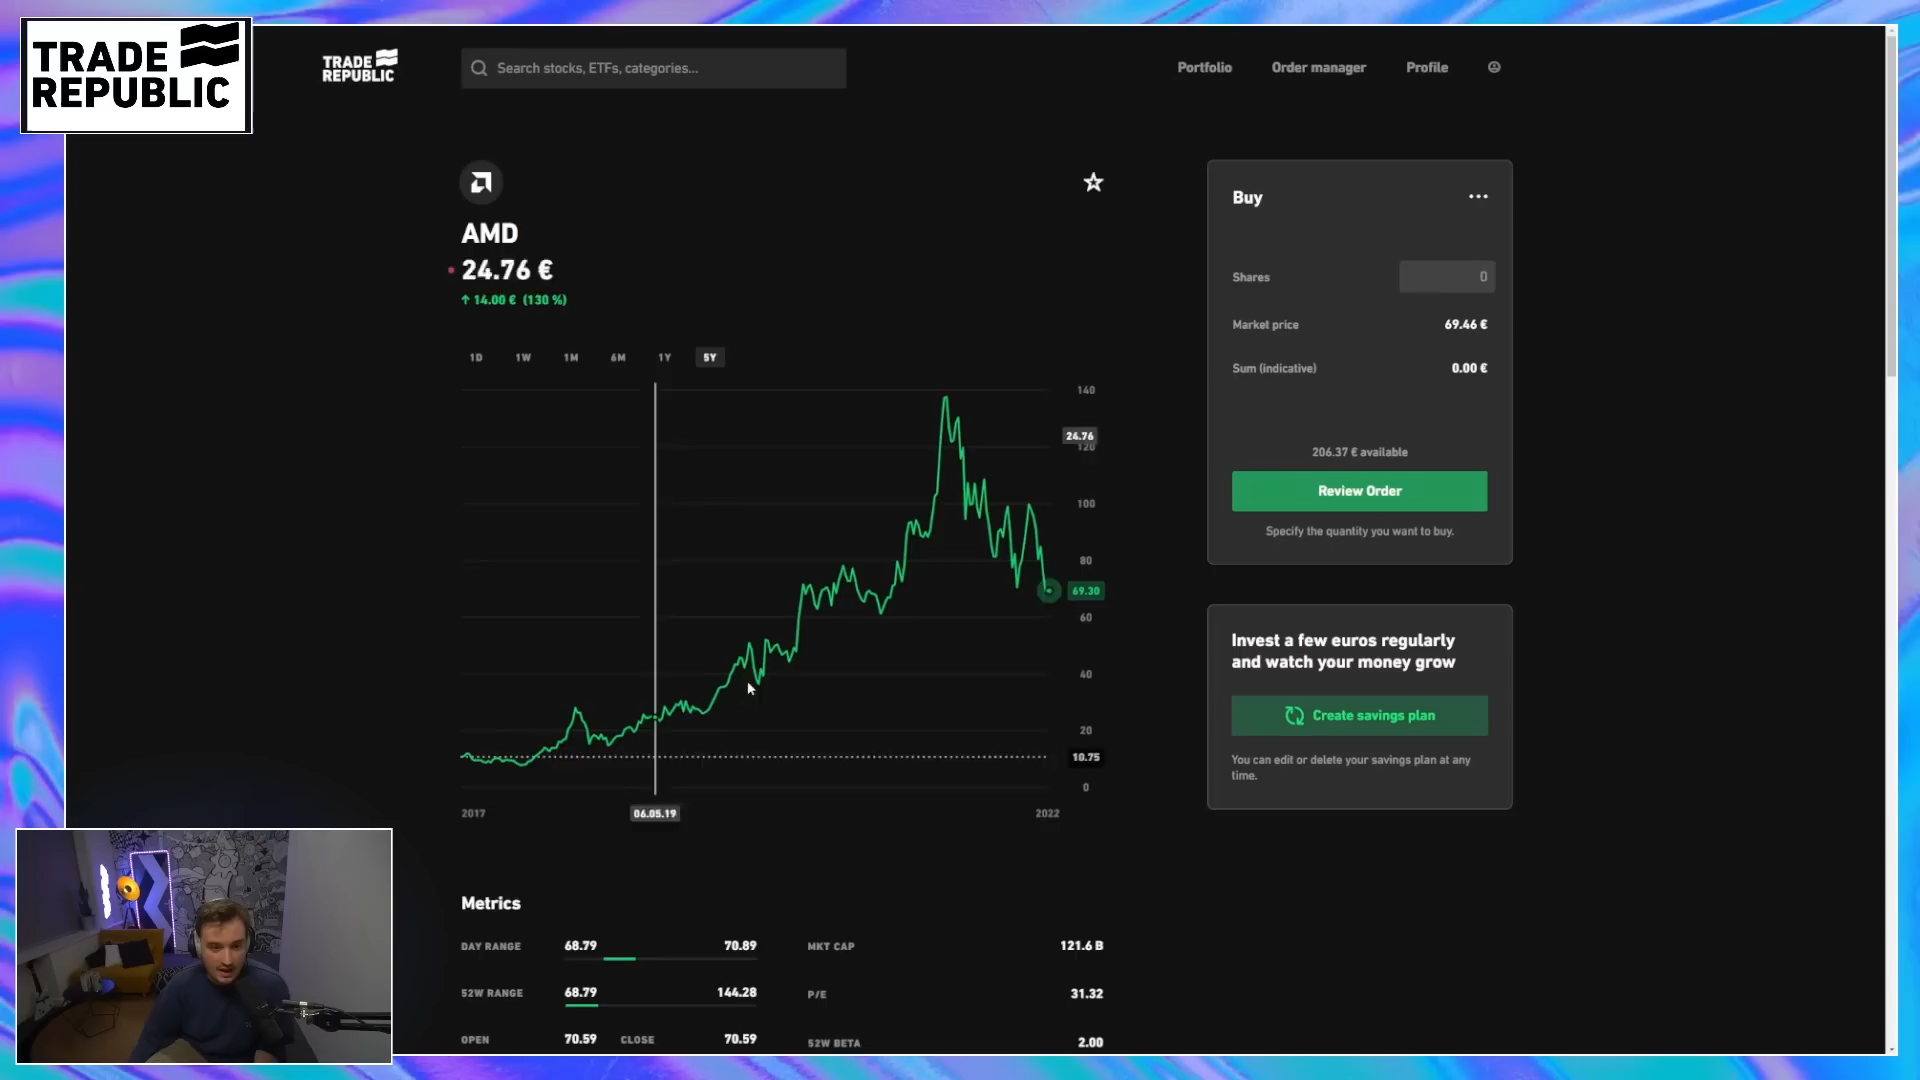 TRADE
REPUBLIC
TRADE
REPUBLIC
Search stocks, ETFs, categories...
Portfolio
Order manager
Profile
AMD
24.76 €
↑ 14.00 € (130 %)
1D 1W 1M 6M 1Y 5Y
140
24.76
120
100
80
69.30
60
40
20
10.75
0
2017
06.05.19
2022
Buy
Shares 0
Market price 69.46 €
Sum (indicative) 0.00 €
206.37 € available
Review Order
Specify the quantity you want to buy.
Invest a few euros regularly
and watch your money grow
Create savings plan
You can edit or delete your savings plan at any
time.
Metrics
DAY RANGE 68.79 70.89 MKT CAP 121.6 B
52W RANGE 68.79 144.28 P/E 31.32
OPEN 70.59 CLOSE 70.59 52W BETA 2.00